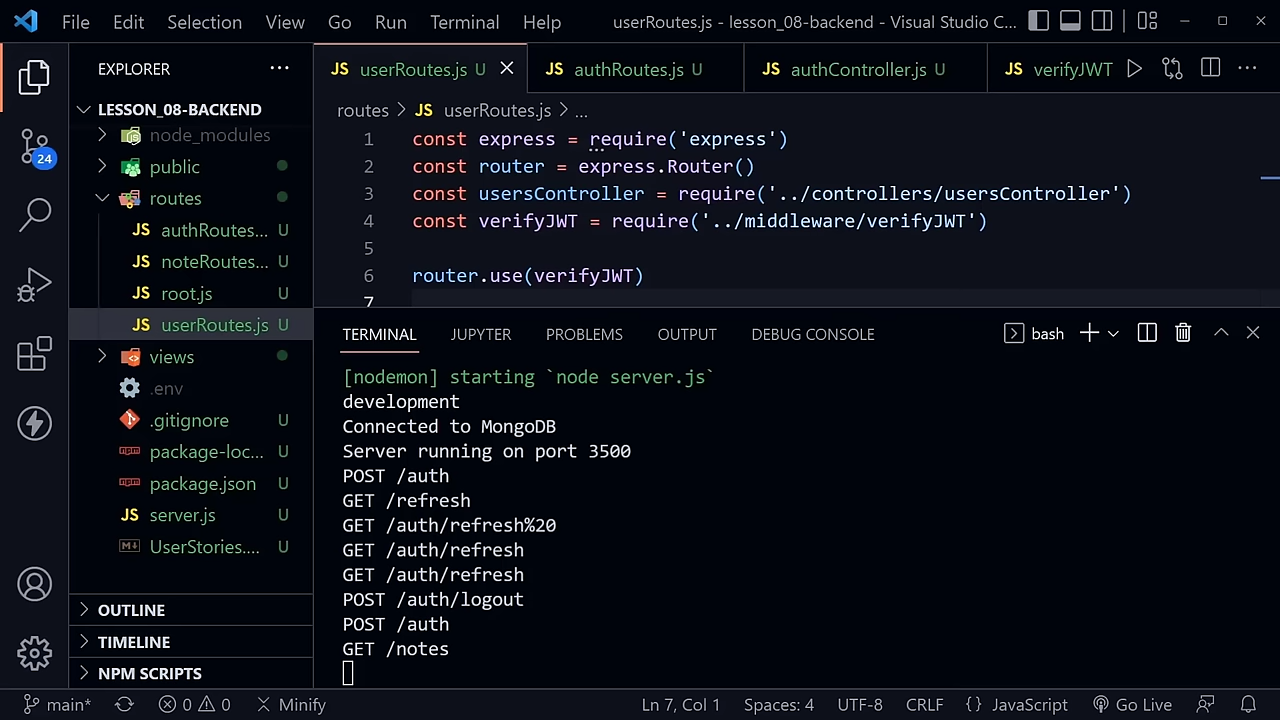 File Edit Selection View Go Run Terminal Help userRoutes.js - lesson_08-backend - Visual Studio C...
EXPLORER
JS userRoutes.js U
JS authRoutes.js U
JS authController.js U
JS verifyJWT
LESSON_08-BACKEND
node_modules
public
routes
JS authRoutes... U
JS noteRoutes... U
JS root.js U
JS userRoutes.js U
views
.env
.gitignore U
package-loc... U
package.json U
JS server.js U
UserStories.... U
OUTLINE
TIMELINE
NPM SCRIPTS
24
routes > JS userRoutes.js > ...
1 const express = require('express')
2 const router = express.Router()
3 const usersController = require('../controllers/usersController')
4 const verifyJWT = require('../middleware/verifyJWT')
5
6 router.use(verifyJWT)
7
TERMINAL JUPYTER PROBLEMS OUTPUT DEBUG CONSOLE bash
[nodemon] starting `node server.js`
development
Connected to MongoDB
Server running on port 3500
POST /auth
GET /refresh
GET /auth/refresh%20
GET /auth/refresh
GET /auth/refresh
POST /auth/logout
POST /auth
GET /notes
main* 0 0 Minify Ln 7, Col 1 Spaces: 4 UTF-8 CRLF {} JavaScript Go Live